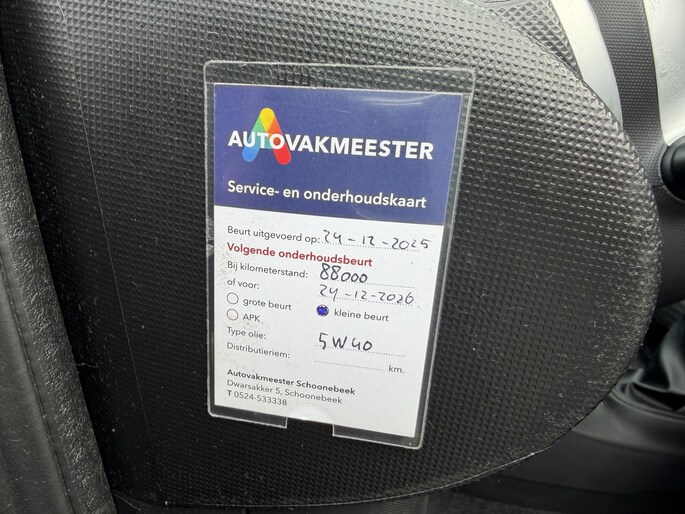 AUTOVAKMEESTER
Service- en onderhoudskaart
Beurt uitgevoerd op: 24-12-2025
Volgende onderhoudsbeurt
Bij kilometerstand: 88000
of voor: 24-12-2026
grote beurt kleine beurt
APK
Type olie: 5W40
Distributieriem: km.
Autovakmeester Schoonebeek
Dwarsakker 5, Schoonebeek
T 0524-533338